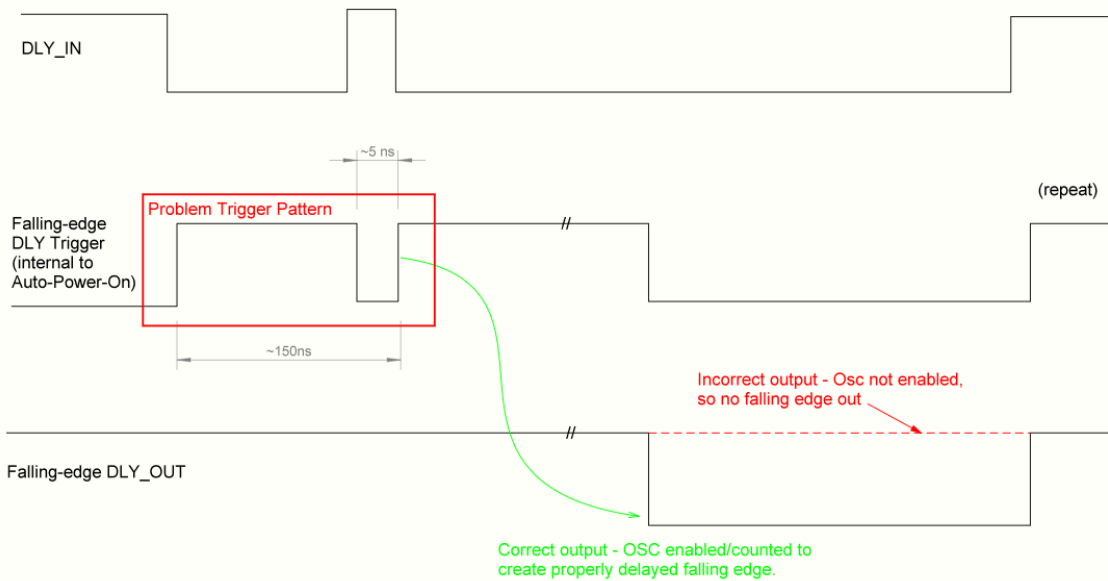 DLY_IN
~5 ns
(repeat)
Problem Trigger Pattern
Falling-edge
DLY Trigger
(internal to
Auto-Power-On)
//
~150ns
Incorrect output - Osc not enabled,
so no falling edge out
//
Falling-edge DLY_OUT
Correct output - OSC enabled/counted to
create properly delayed falling edge.